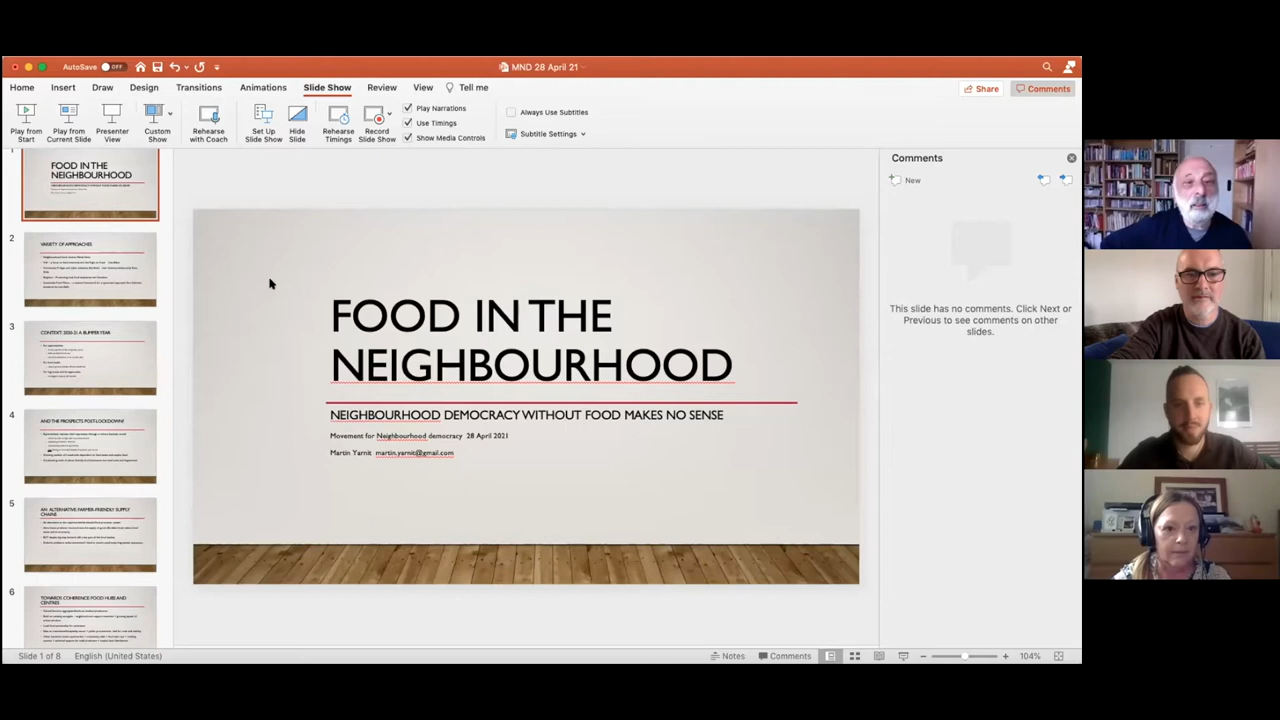 AutoSave OFF
MND 28 April 21
Home Insert Draw Design Transitions Animations Slide Show Review View Tell me
Share Comments
Play from Start
Play from Current Slide
Presenter View
Custom Show
Rehearse with Coach
Set Up Slide Show
Hide Slide
Rehearse Timings
Record Slide Show
Play Narrations
Use Timings
Show Media Controls
Always Use Subtitles
Subtitle Settings
FOOD IN THE
NEIGHBOURHOOD
2
VARIETY OF APPROACHES
3
CONTEXT: 2020-21 A BUMPER YEAR
4
AND THE PROSPECTS POST-LOCKDOWN?
5
AN ALTERNATIVE FARMER-FRIENDLY SUPPLY
CHAINS
6
TOWARDS COHERENCE FOOD HUBS AND
CENTRES
FOOD IN THE
NEIGHBOURHOOD
NEIGHBOURHOOD DEMOCRACY WITHOUT FOOD MAKES NO SENSE
Movement for Neighbourhood democracy 28 April 2021
Martin Yarnit martin.yarnit@gmail.com
Comments
New
This slide has no comments. Click Next or
Previous to see comments on other
slides.
Slide 1 of 8 English (United States)
Notes Comments 104%